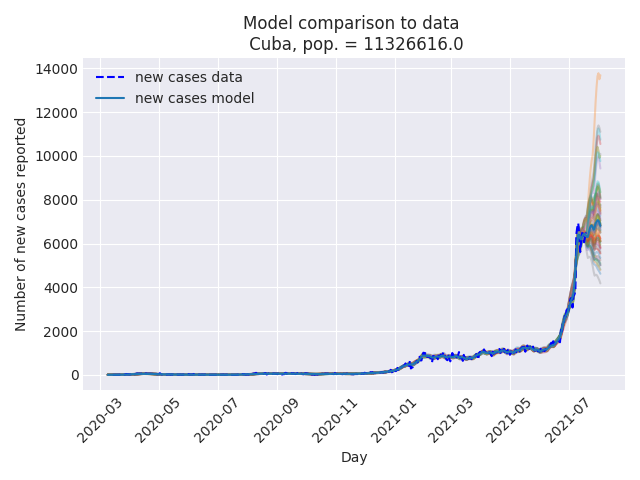 Model comparison to data
Cuba, pop. = 11326616.0
new cases data
new cases model
Number of new cases reported
14000
12000
10000
8000
6000
4000
2000
0
2020-03
2020-05
2020-07
2020-09
2020-11
2021-01
2021-03
2021-05
2021-07
Day